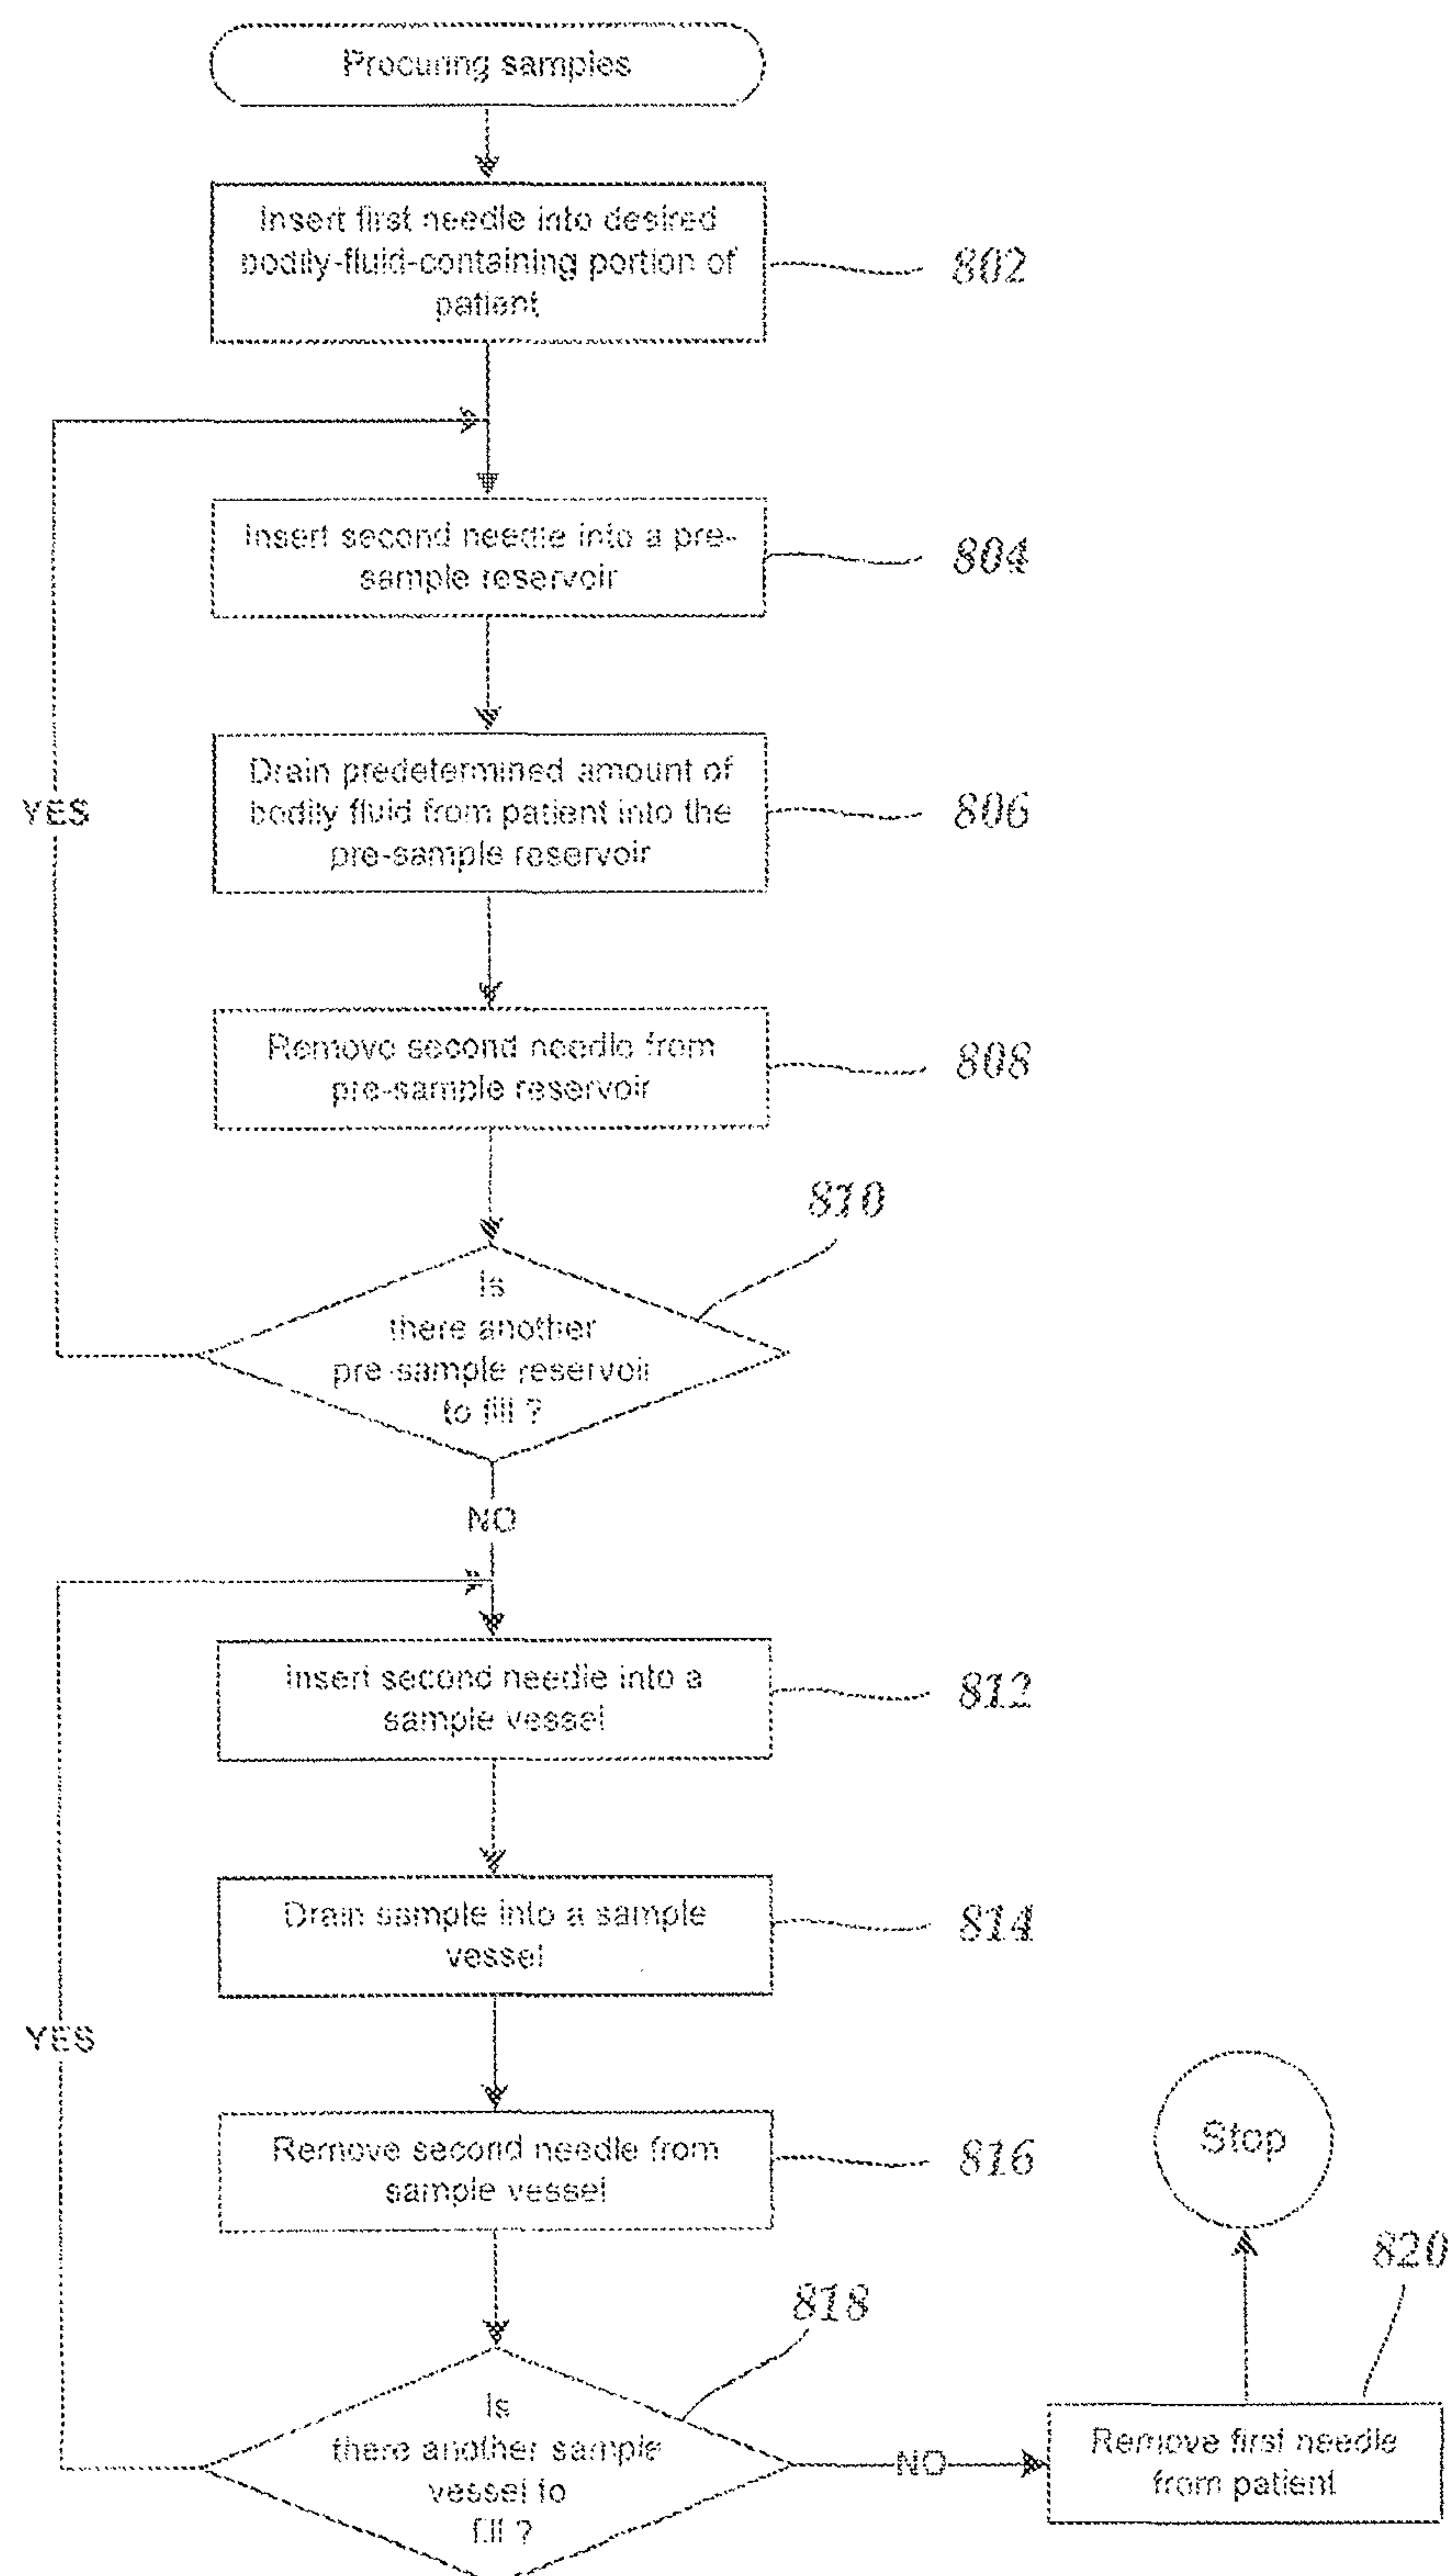 Procuring samples
Insert first needle into desired
bodily-fluid-containing portion of
patient
802
Insert second needle into a pre-
sample reservoir
804
Drain predetermined amount of
bodily fluid from patient into the
pre-sample reservoir
806
YES
Remove second needle from
pre-sample reservoir
808
810
Is
there another
pre-sample reservoir
to fill ?
NO
Insert second needle into a
sample vessel
812
Drain sample into a sample
vessel
814
YES
Remove second needle from
sample vessel
816
Stop
818
820
Is
there another sample
vessel to
fill ?
NO
Remove first needle
from patient